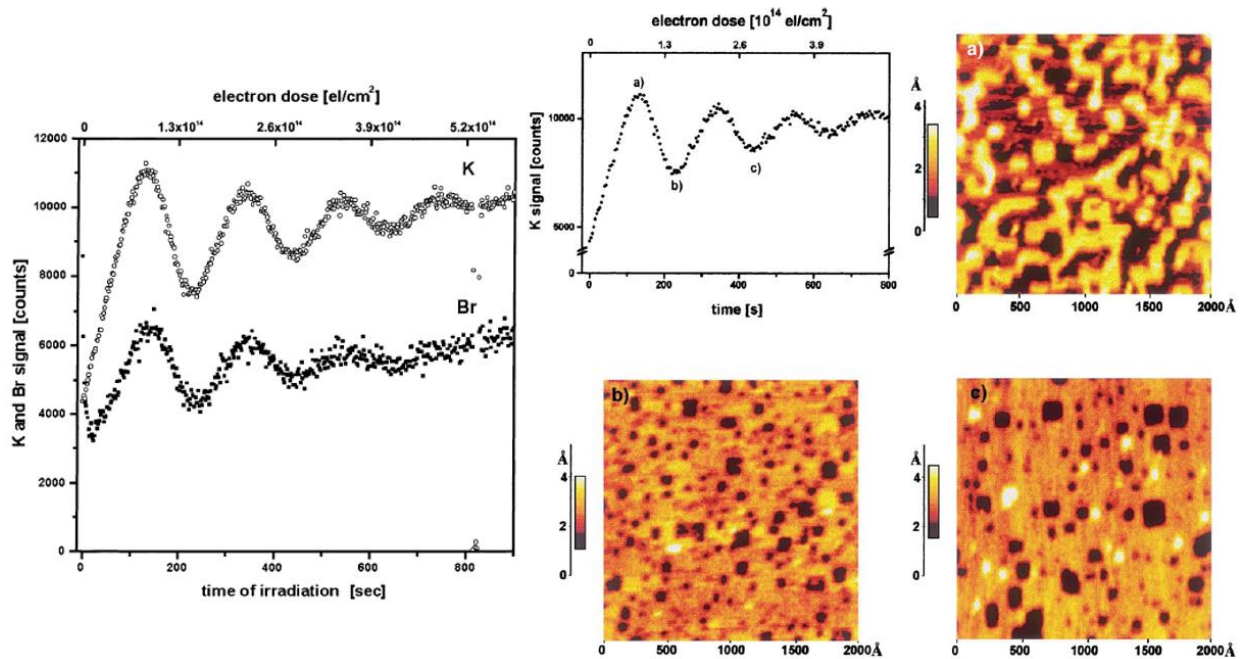 electron dose [el/cm²]
0 1.3X10¹⁴ 2.6X10¹⁴ 3.9X10¹⁴ 5.2X10¹⁴
12000
10000
8000
6000
4000
2000
0
K and Br signal [counts]
K
Br
0 200 400 600 800
time of irradiation [sec]
electron dose [10¹⁴ el/cm²]
0 1.3 2.6 3.9
10000
5000
0
K signal [counts]
a)
b)
c)
0 200 400 600 800
time [s]
a)
Å
4
2
0
0 500 1000 1500 2000Å
b)
Å
4
2
0
0 500 1000 1500 2000Å
c)
Å
4
2
0
0 500 1000 1500 2000Å